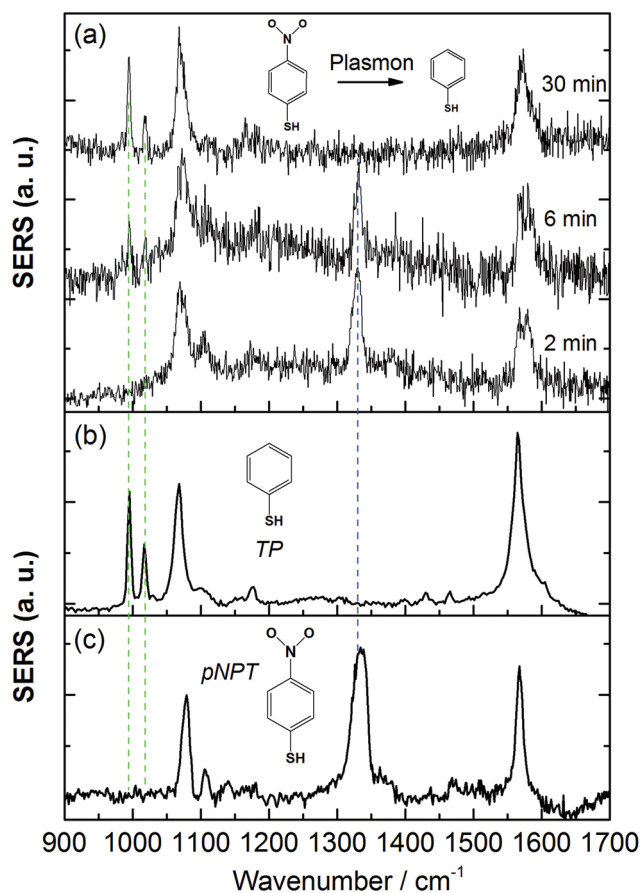 (a)
O O
N
SH
Plasmon
SH
30 min
6 min
2 min
SERS (a. u.)
(b)
SH
TP
(c)
O O
N
pNPT
SH
SERS (a. u.)
900 1000 1100 1200 1300 1400 1500 1600 1700
Wavenumber / cm-1